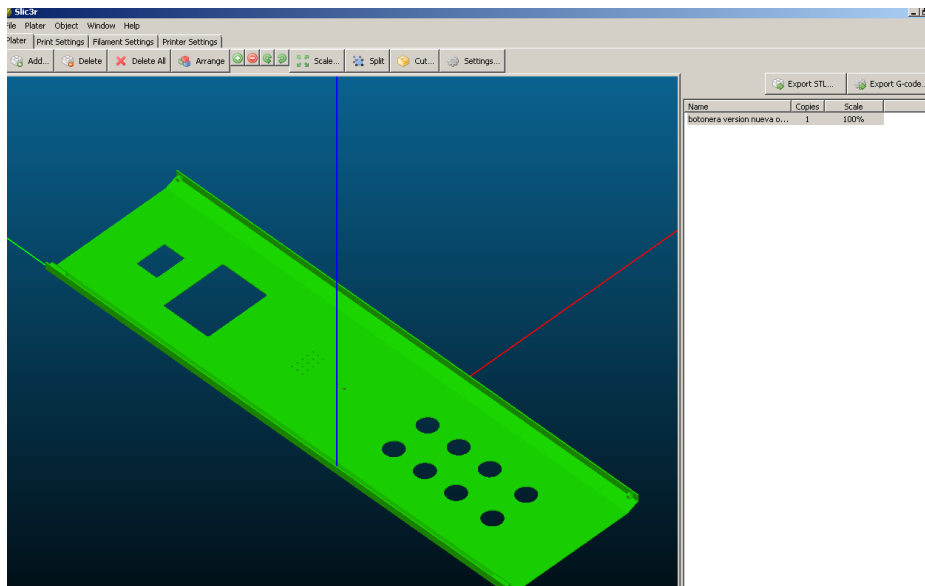 Slic3r
File Plater Object Window Help
Plater Print Settings Filament Settings Printer Settings
Add... Delete Delete All Arrange Scale... Split Cut... Settings...
Export STL... Export G-code...
Name Copies Scale
botonera version nueva o... 1 100%